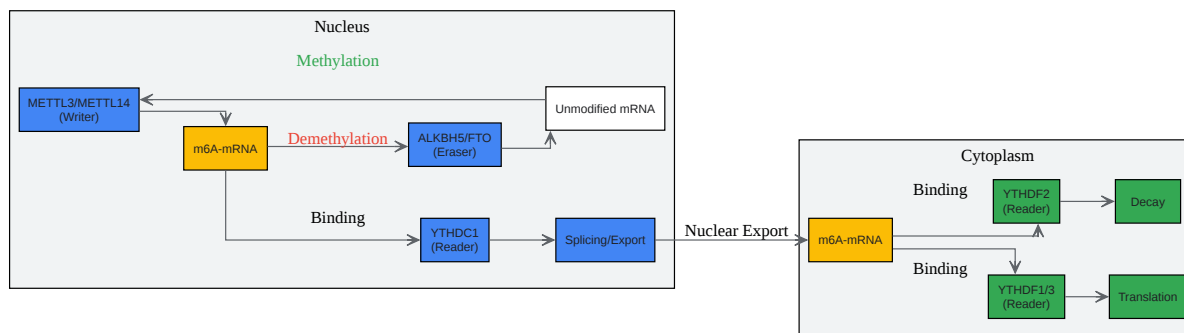 Nucleus
Methylation
METTL3/METTL14
(Writer)
Unmodified mRNA
m6A-mRNA
Demethylation
ALKBH5/FTO
(Eraser)
Binding
YTHDC1
(Reader)
Splicing/Export
Nuclear Export
Cytoplasm
m6A-mRNA
Binding
YTHDF2
(Reader)
Decay
Binding
YTHDF1/3
(Reader)
Translation